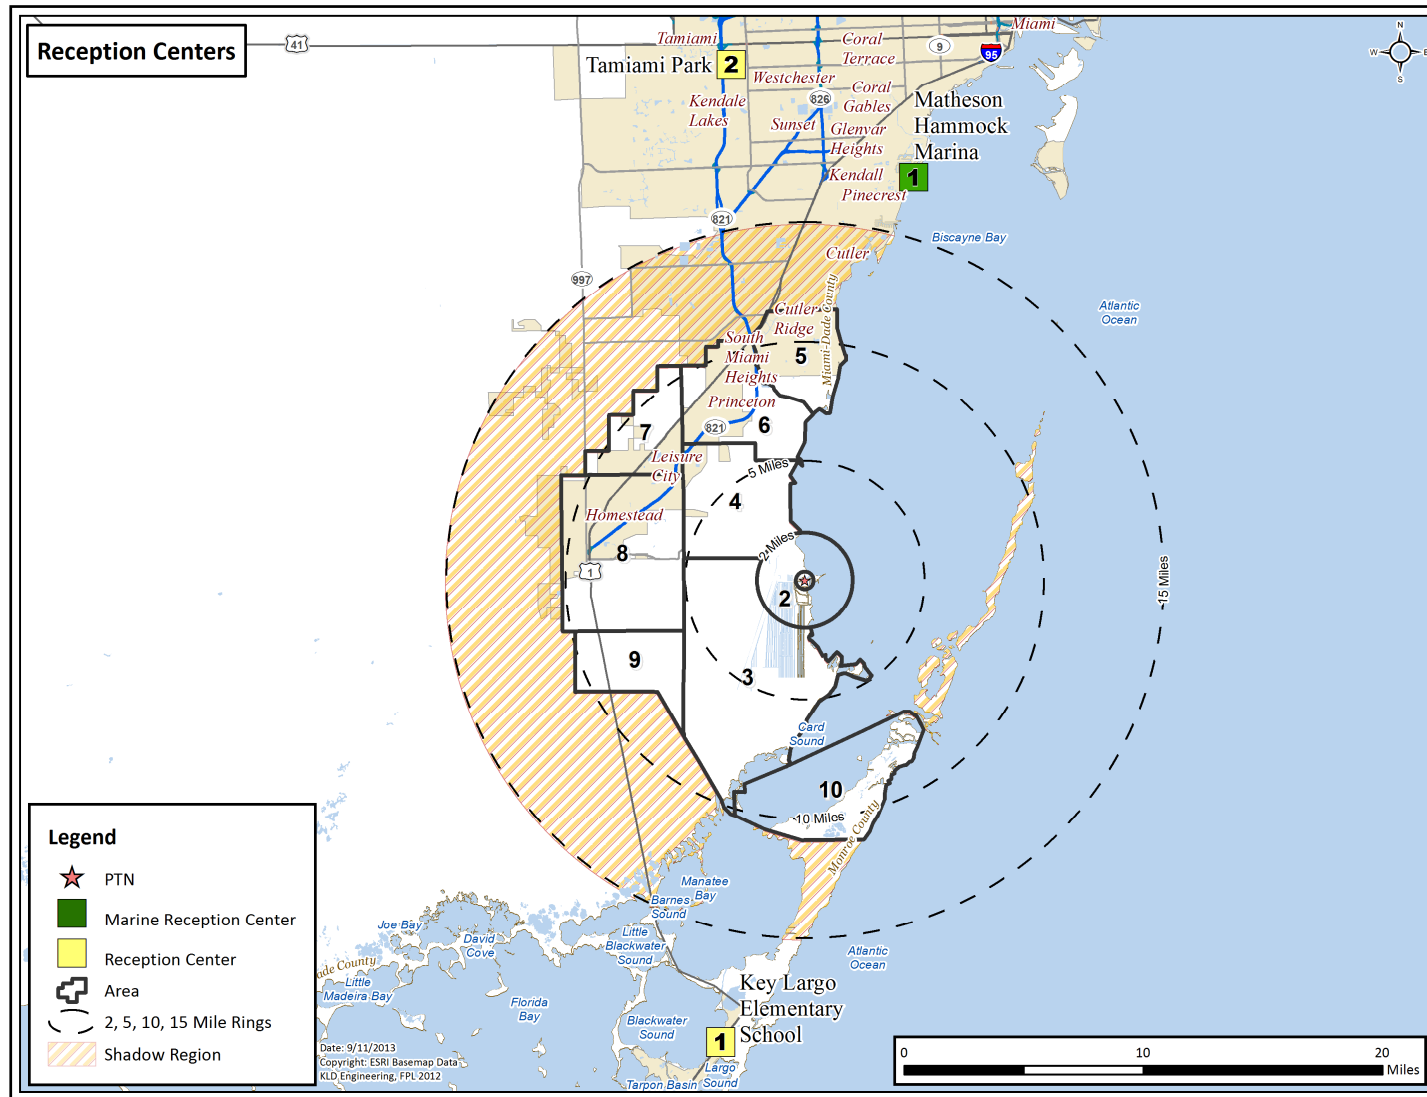 Reception Centers
41
Tamiami
Miami
9
95
Coral
Terrace
Tamiami Park
2
Westchester
826
Coral
Gables
Kendale
Lakes
Sunset
Glenvar
Heights
Matheson
Hammock
Marina
1
Kendall
Pinecrest
821
Biscayne Bay
Cutler
997
Miami-Dade County
Atlantic
Ocean
Cutler
Ridge
South
Miami
Heights
5
Princeton
821
6
7
Leisure
City
5 Miles
4
Homestead
8
2 Miles
1
2
15 Miles
9
3
Card
Sound
10
10 Miles
Monroe County
Manatee
Bay
Barnes
Sound
Joe Bay
David
Cove
Little
Blackwater
Sound
Atlantic
Ocean
ade County
Little
Madeira Bay
Florida
Bay
Key Largo
Elementary
School
1
Blackwater
Sound
Largo
Sound
Tarpon Basin
N
W
E
S
Legend
PTN
Marine Reception Center
Reception Center
Area
2, 5, 10, 15 Mile Rings
Shadow Region
Date: 9/11/2013
Copyright: ESRI Basemap Data
KLD Engineering, FPL 2012
0 10 20
Miles